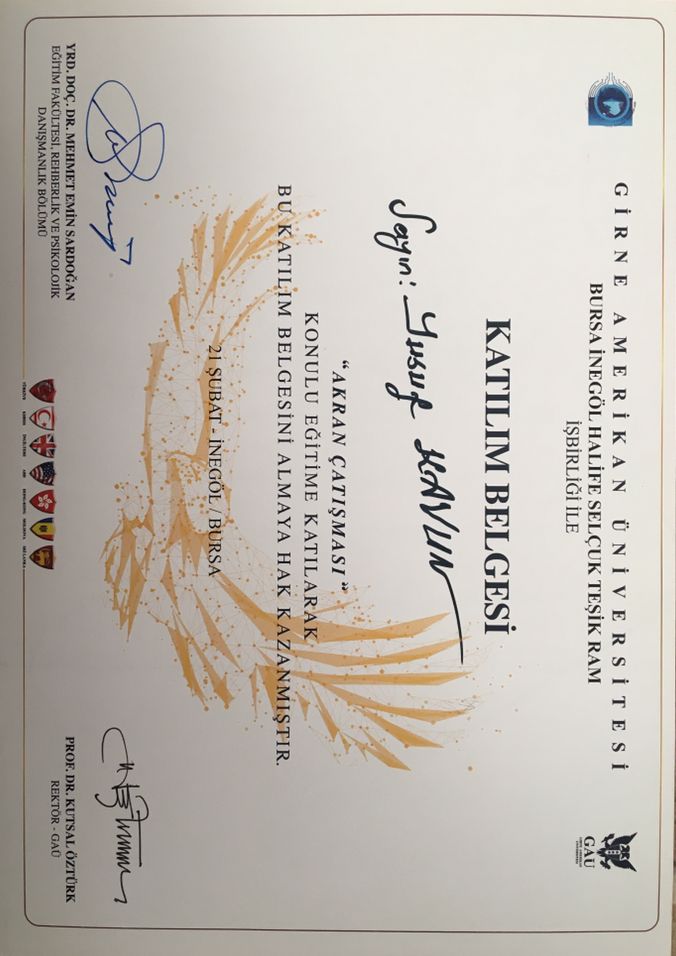 GİRNE AMERİKAN ÜNİVERSİTESİ
BURSA İNEGÖL HALİFE SELÇUK TEŞİK RAM
İŞBİRLİĞİ İLE
GAÜ
KATILIM BELGESİ
Sayın: Yusuf KAVUN
“AKRAN ÇATIŞMASI”
KONULU EĞİTİME KATILARAK
BU KATILIM BELGESİNİ ALMAYA HAK KAZANMIŞTIR.
21 ŞUBAT - İNEGÖL / BURSA
YRD. DOÇ. DR. MEHMET EMİN SARDOĞAN
EĞİTİM FAKÜLTESİ, REHBERLİK VE PSİKOLOJİK
DANIŞMANLIK BÖLÜMÜ
PROF. DR. KUTSAL ÖZTÜRK
REKTÖR - GAÜ